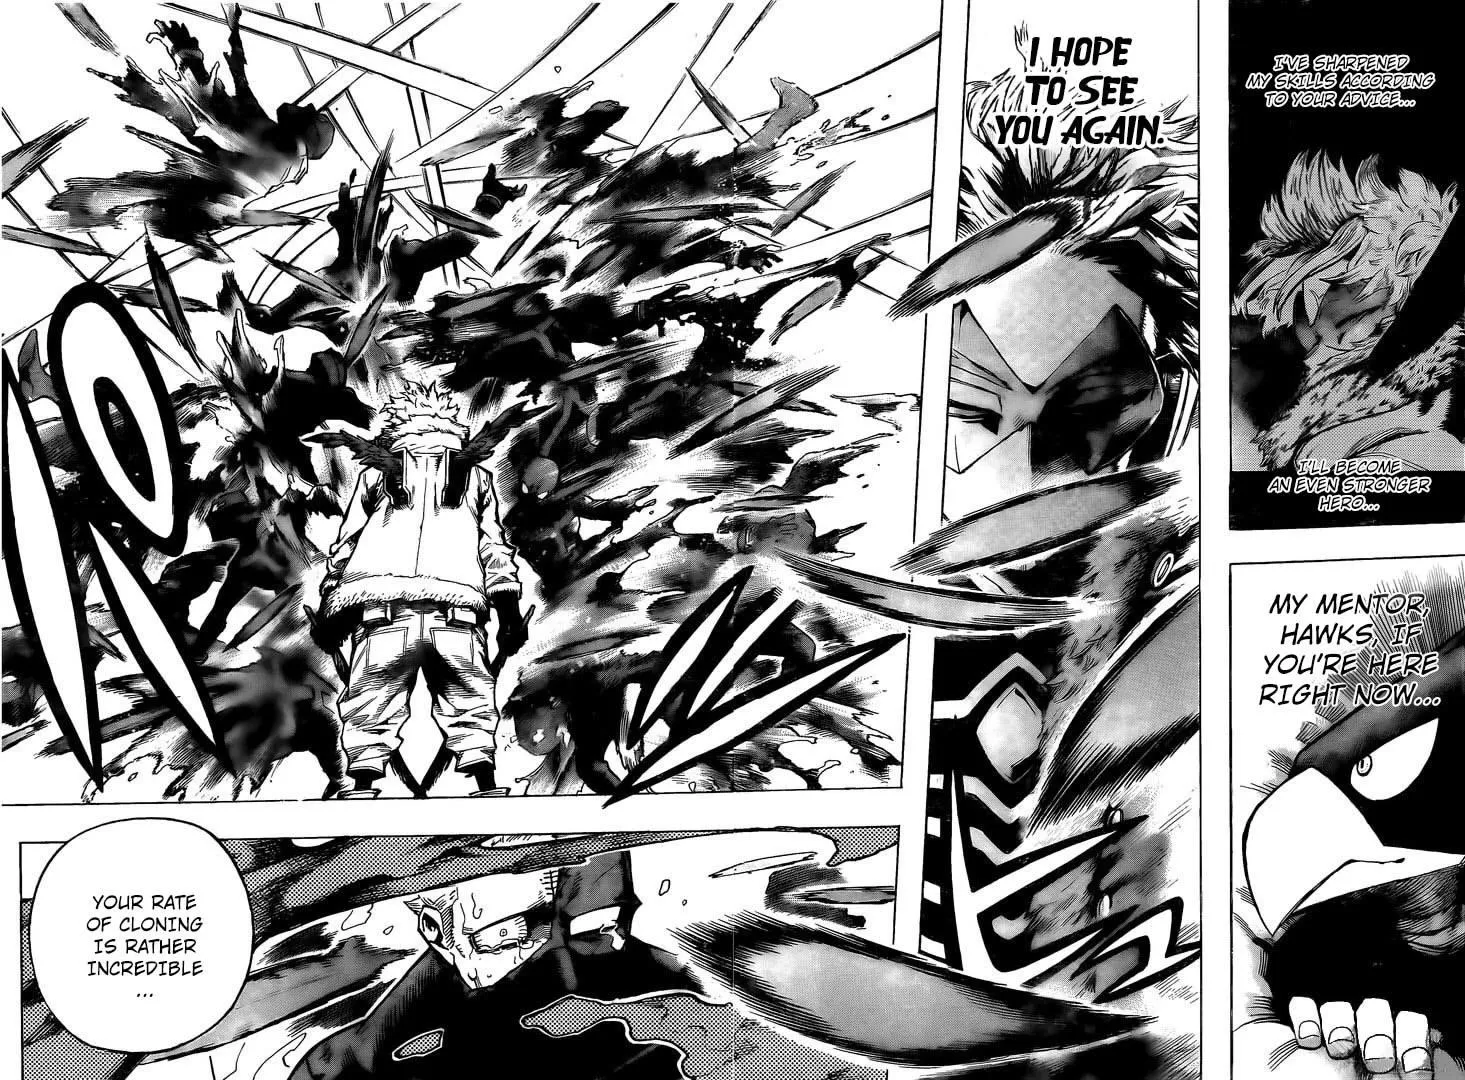 I'VE SHARPENED
MY SKILLS ACCORDING
TO YOUR ADVICE...
I'LL BECOME
AN EVEN STRONGER
HERO...
MY MENTOR,
HAWKS, IF
YOU'RE HERE
RIGHT NOW...
I HOPE
TO SEE
YOU AGAIN.
YOUR RATE
OF CLONING
IS RATHER
INCREDIBLE
...